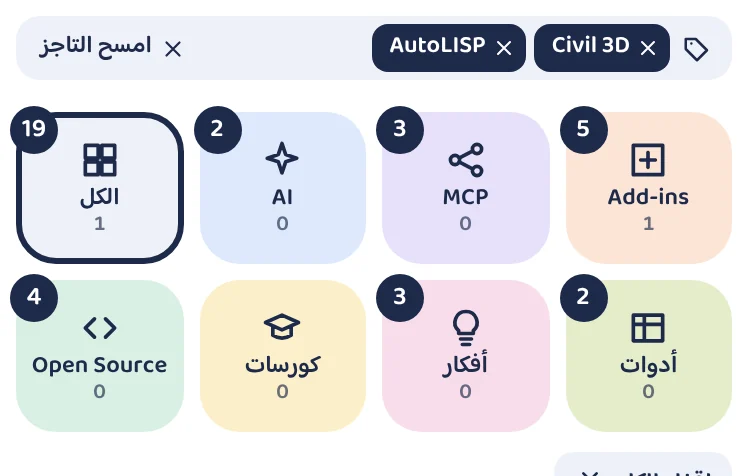 Civil 3D AutoLISP امسح التاجز
5 3 2 19
Add-ins MCP AI الكل
1 0 0 1
2 3 4
أدوات أفكار كورسات Open Source
0 0 0 0